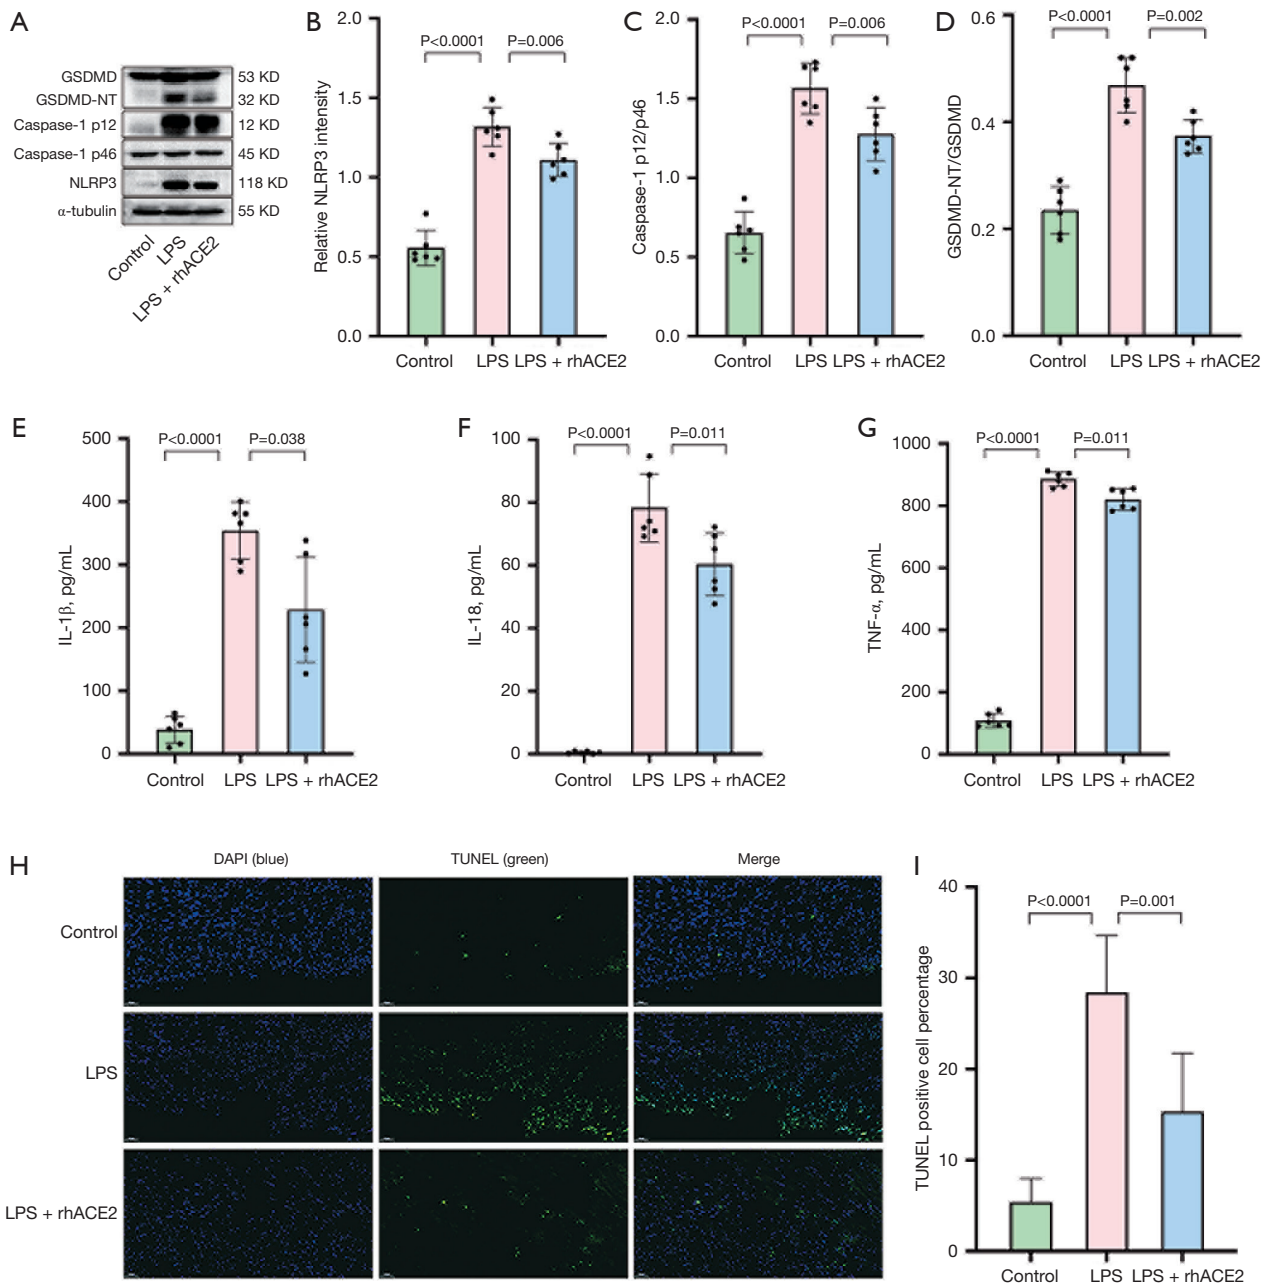 A
GSDMD 53 KD
GSDMD-NT 32 KD
Caspase-1 p12 12 KD
Caspase-1 p46 45 KD
NLRP3 118 KD
α-tubulin 55 KD
Control
LPS
LPS + rhACE2
B
Relative NLRP3 intensity
2.0
1.5
1.0
0.5
0.0
P<0.0001 P=0.006
Control LPS LPS + rhACE2
C
Caspase-1 p12/p46
2.0
1.5
1.0
0.5
0.0
P<0.0001 P=0.006
Control LPS LPS + rhACE2
D
GSDMD-NT/GSDMD
0.6
0.4
0.2
0.0
P<0.0001 P=0.002
Control LPS LPS + rhACE2
E
IL-1β, pg/mL
500
400
300
200
100
0
P<0.0001 P=0.038
Control LPS LPS + rhACE2
F
IL-18, pg/mL
100
80
60
40
20
0
P<0.0001 P=0.011
Control LPS LPS + rhACE2
G
TNF-α, pg/mL
1000
800
600
400
200
0
P<0.0001 P=0.011
Control LPS LPS + rhACE2
H
DAPI (blue) TUNEL (green) Merge
Control
LPS
LPS + rhACE2
I
TUNEL positive cell percentage
40
30
20
10
0
P<0.0001 P=0.001
Control LPS LPS + rhACE2